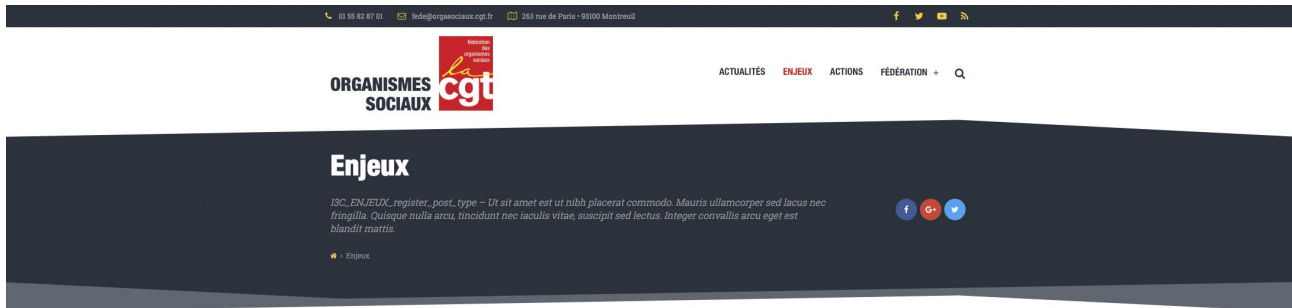 01 55 82 87 01 fede@orgasociaux.cgt.fr 263 rue de Paris • 93100 Montreuil
fédération
des
organismes
sociaux
la
cgt
ORGANISMES
SOCIAUX
ACTUALITÉS ENJEUX ACTIONS FÉDÉRATION +
Enjeux
I3C_ENJEUX_register_post_type – Ut sit amet est ut nibh placerat commodo. Mauris ullamcorper sed lacus nec
fringilla. Quisque nulla arcu, tincidunt nec iaculis vitae, suscipit sed lectus. Integer convallis arcu eget est
blandit mattis.
G+
> Enjeux